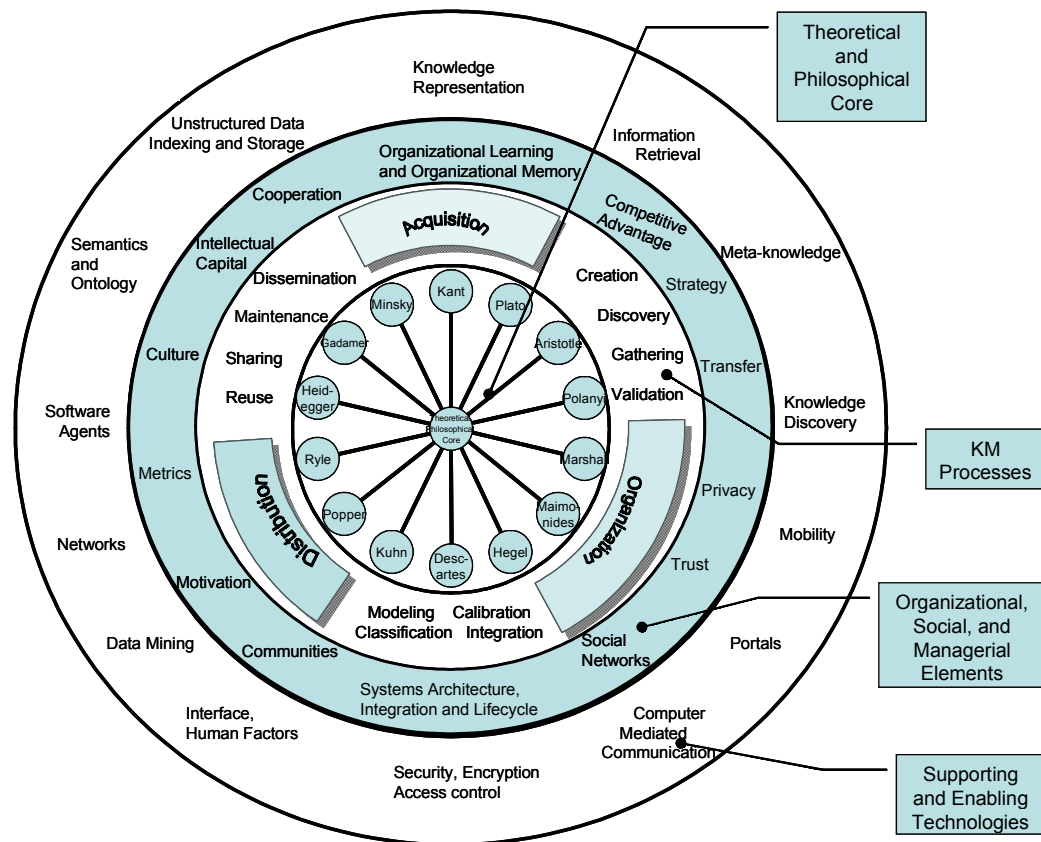 Theoretical
and
Philosophical
Core
Knowledge
Representation
Unstructured Data
Indexing and Storage
Information
Retrieval
Organizational Learning
and Organizational Memory
Cooperation
Competitive
Advantage
Acquisition
Semantics
and
Ontology
Intellectual
Capital
Meta-knowledge
Strategy
Dissemination
Creation
Minsky
Kant
Plato
Maintenance
Discovery
Gadamer
Aristotle
Culture
Sharing
Gathering
Transfer
Reuse
Heid-
egger
Polanyi
Validation
Software
Agents
Theoretical
Philosophical
Core
Knowledge
Discovery
KM
Processes
Ryle
Marshal
Metrics
Privacy
Distribution
Organization
Popper
Maimo-
nides
Networks
Mobility
Kuhn
Desc-
artes
Hegel
Trust
Motivation
Modeling
Classification
Calibration
Integration
Organizational,
Social, and
Managerial
Elements
Data Mining
Communities
Social
Networks
Portals
Systems Architecture,
Integration and Lifecycle
Interface,
Human Factors
Computer
Mediated
Communication
Security, Encryption
Access control
Supporting
and Enabling
Technologies